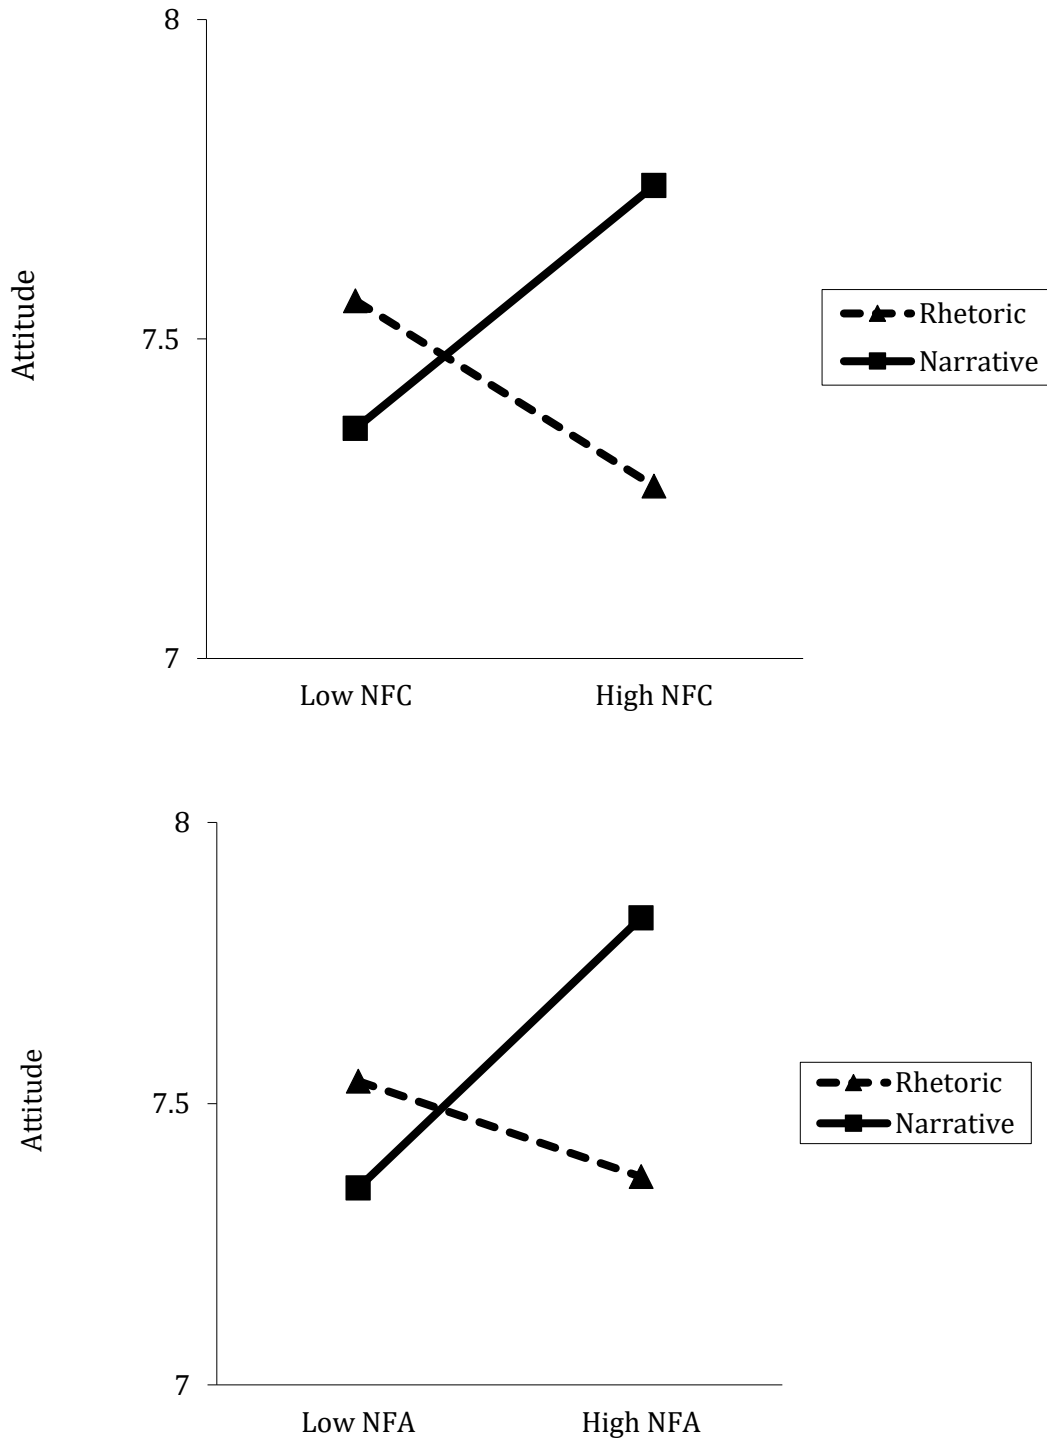 8
7.5
7
Attitude
Low NFC
High NFC
Rhetoric
Narrative
8
7.5
7
Attitude
Low NFA
High NFA
Rhetoric
Narrative